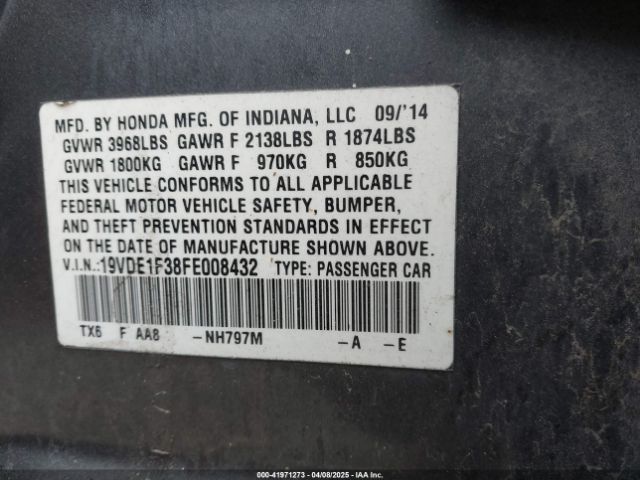 MFD. BY HONDA MFG. OF INDIANA, LLC 09/'14
GVWR 3968LBS GAWR F 2138LBS R 1874LBS
GVWR 1800KG GAWR F 970KG R 850KG
THIS VEHICLE CONFORMS TO ALL APPLICABLE
FEDERAL MOTOR VEHICLE SAFETY, BUMPER,
AND THEFT PREVENTION STANDARDS IN EFFECT
ON THE DATE OF MANUFACTURE SHOWN ABOVE.
V.I.N.:19VDE1F38FE008432 TYPE: PASSENGER CAR
TX6 F AA8 -NH797M -A -E
000-41971273 - 04/08/2025 - IAA Inc.